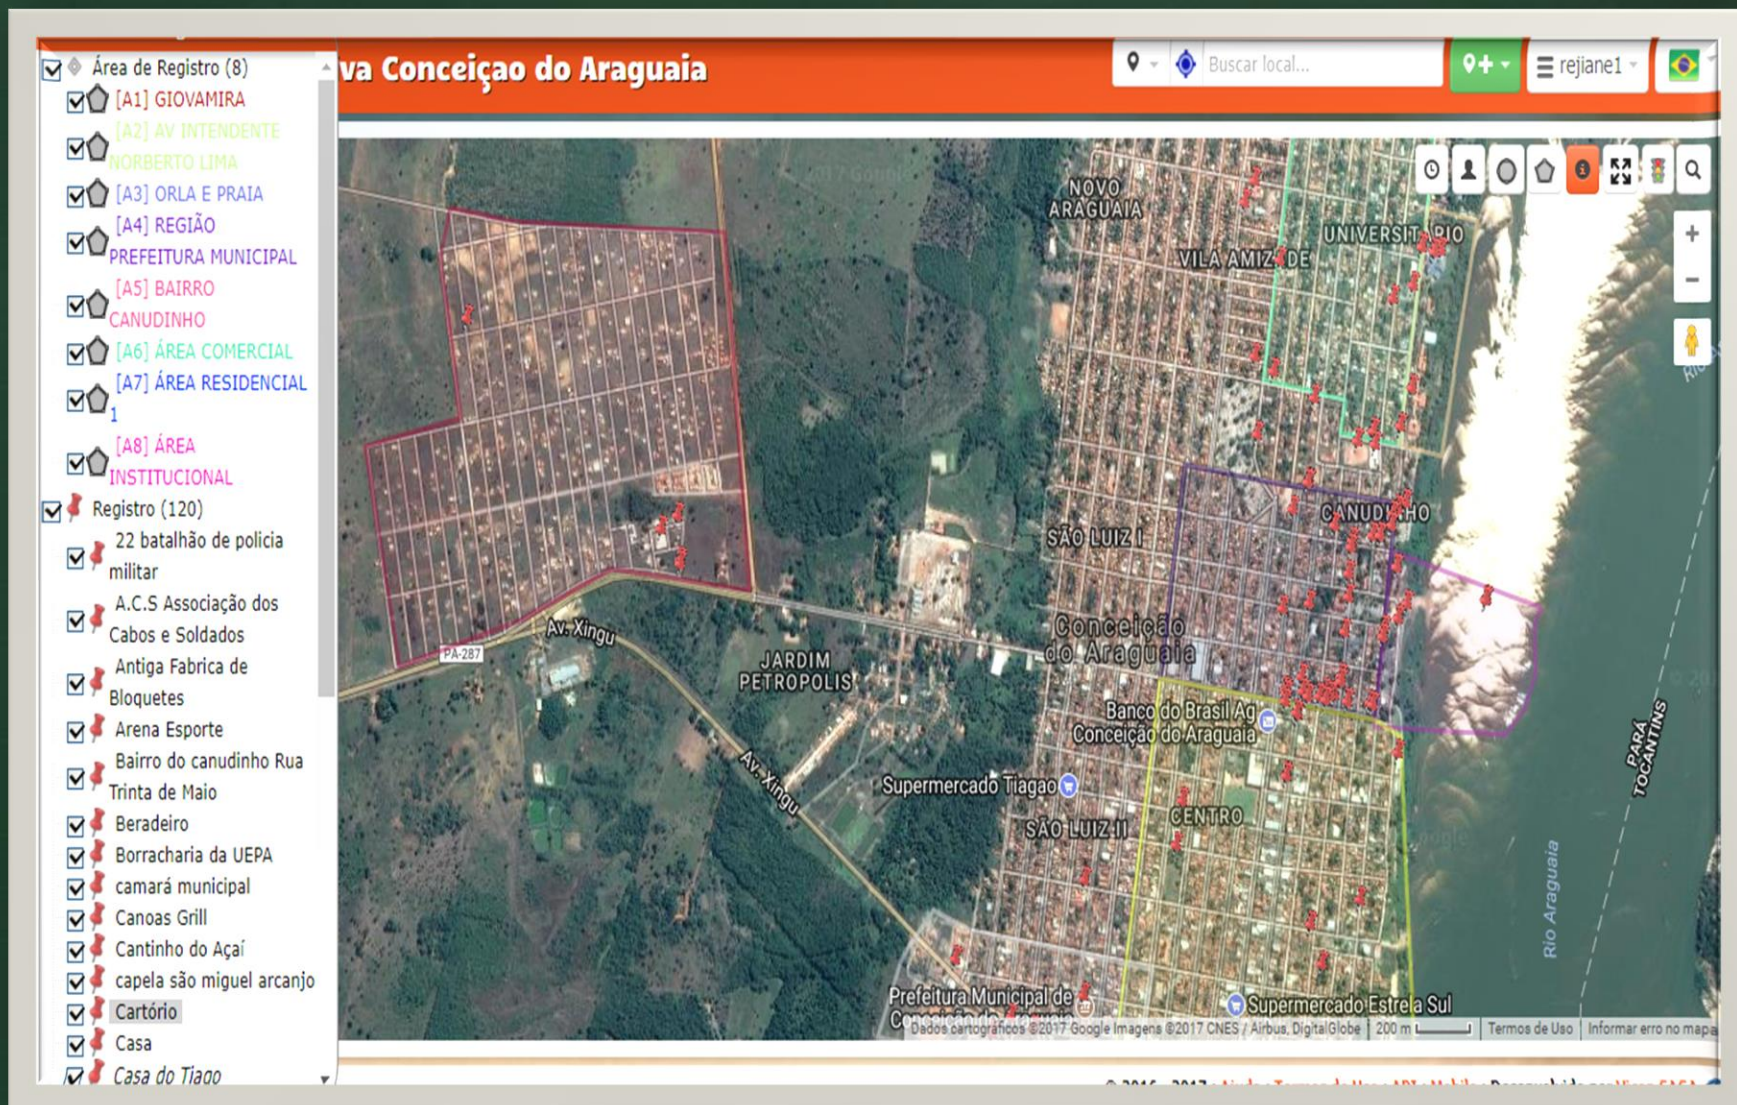 Área de Registro (8)
[A1] GIOVAMIRA
[A2] AV INTENDENTE
NORBERTO LIMA
[A3] ORLA E PRAIA
[A4] REGIÃO
PREFEITURA MUNICIPAL
[A5] BAIRRO
CANUDINHO
[A6] ÁREA COMERCIAL
[A7] ÁREA RESIDENCIAL
1
[A8] ÁREA
INSTITUCIONAL
Registro (120)
22 batalhão de policia
militar
A.C.S Associação dos
Cabos e Soldados
Antiga Fabrica de
Bloquetes
Arena Esporte
Bairro do canudinho Rua
Trinta de Maio
Beradeiro
Borracharia da UEPA
camará municipal
Canoas Grill
Cantinho do Açaí
capela são miguel arcanjo
Cartório
Casa
Casa do Tiago
va Conceiçao do Araguaia
Buscar local...
rejiane1
NOVO
ARAGUAIA
UNIVERSITÁRIO
VILA AMIZADE
CANUDINHO
SÃO LUIZ I
Conceição
do Araguaia
Av. Xingu
PA-287
JARDIM
PETROPOLIS
Banco do Brasil Ag
Conceição do Araguaia
Av. Xingu
Supermercado Tiagao
CENTRO
SÃO LUIZ II
PARÁ
TOCANTINS
Rio Araguaia
Prefeitura Municipal de
Conceição do Araguaia
Supermercado Estrela Sul
Dados cartográficos ©2017 Google Imagens ©2017 CNES / Airbus, DigitalGlobe
200 m
Termos de Uso
Informar erro no mapa